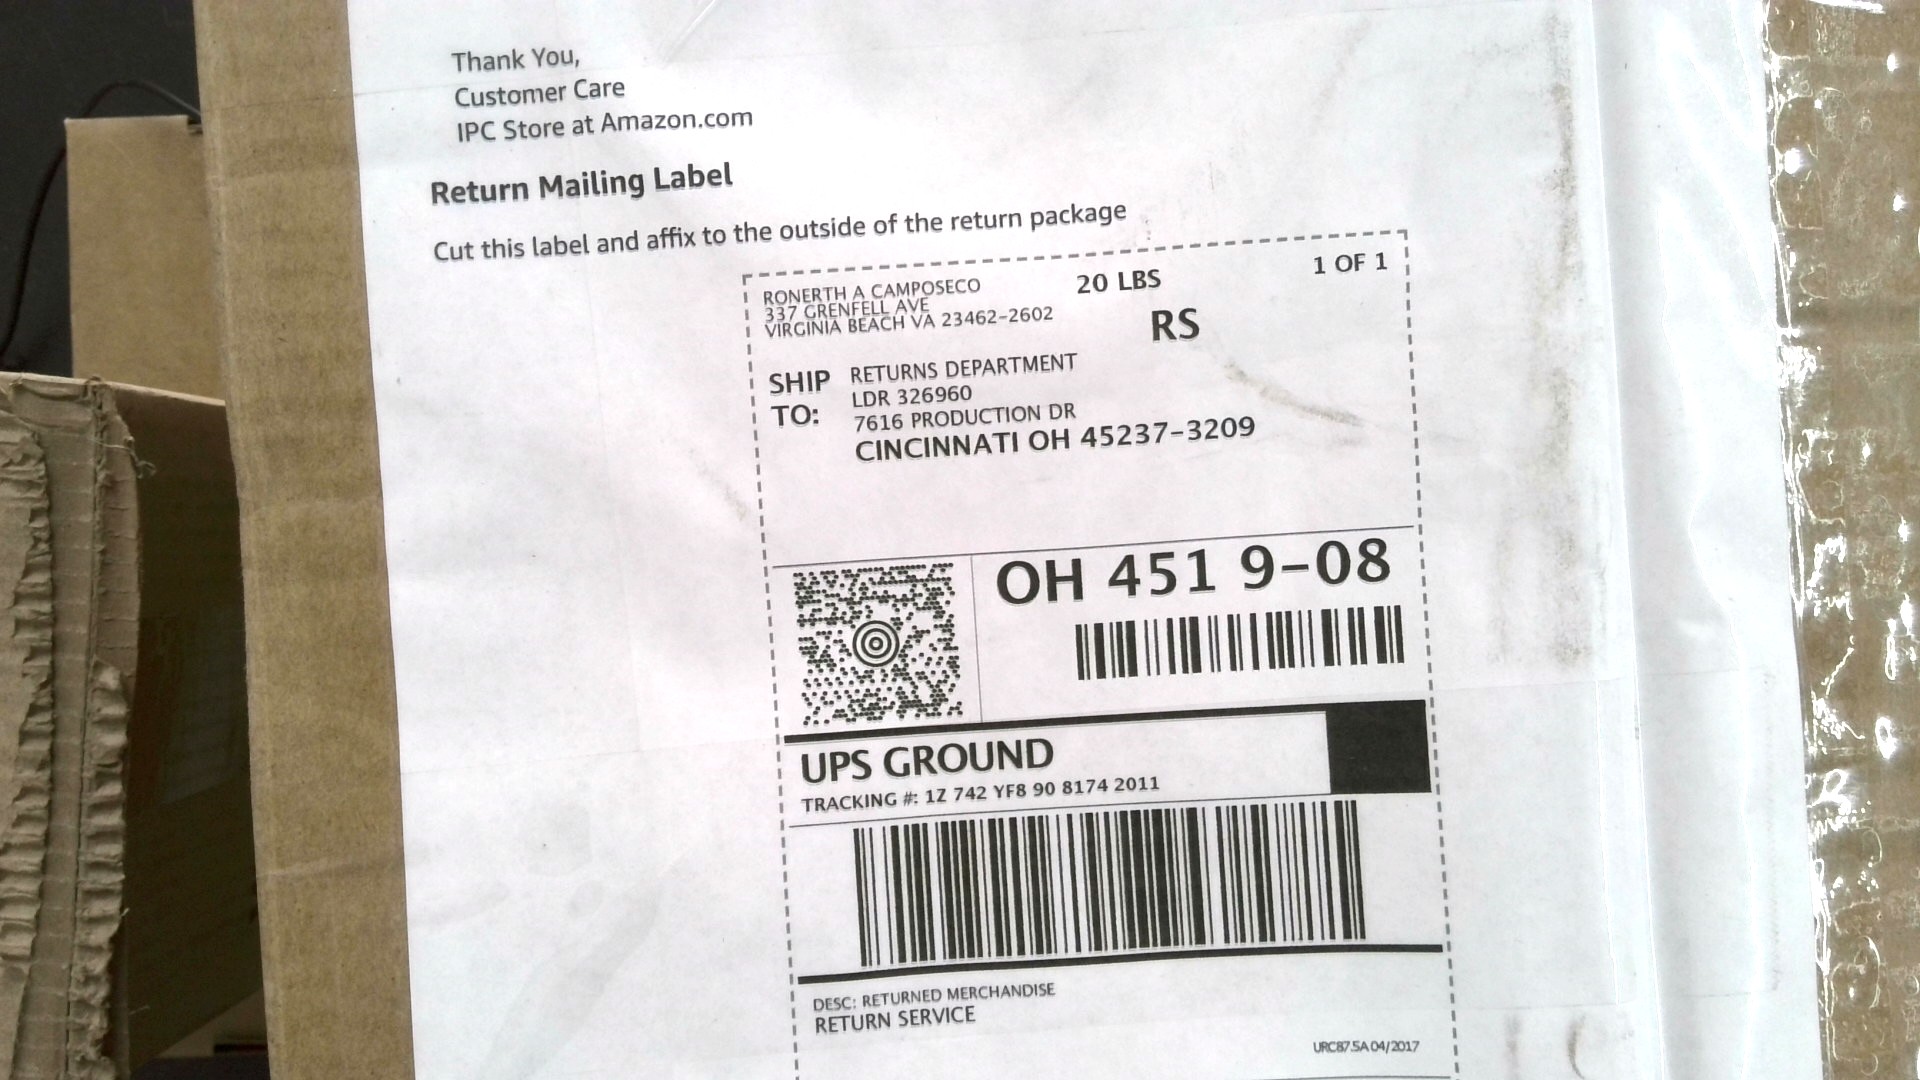 Thank You,
Customer Care
IPC Store at Amazon.com
Return Mailing Label
Cut this label and affix to the outside of the return package
RONERTH A CAMPOSECO
337 GRENFELL AVE
VIRGINIA BEACH VA 23462-2602
20 LBS
1 OF 1
RS
SHIP TO:
RETURNS DEPARTMENT
LDR 326960
7616 PRODUCTION DR
CINCINNATI OH 45237-3209
OH 451 9-08
UPS GROUND
TRACKING #: 1Z 742 YF8 90 8174 2011
DESC: RETURNED MERCHANDISE
RETURN SERVICE
URC87.5A 04/2017